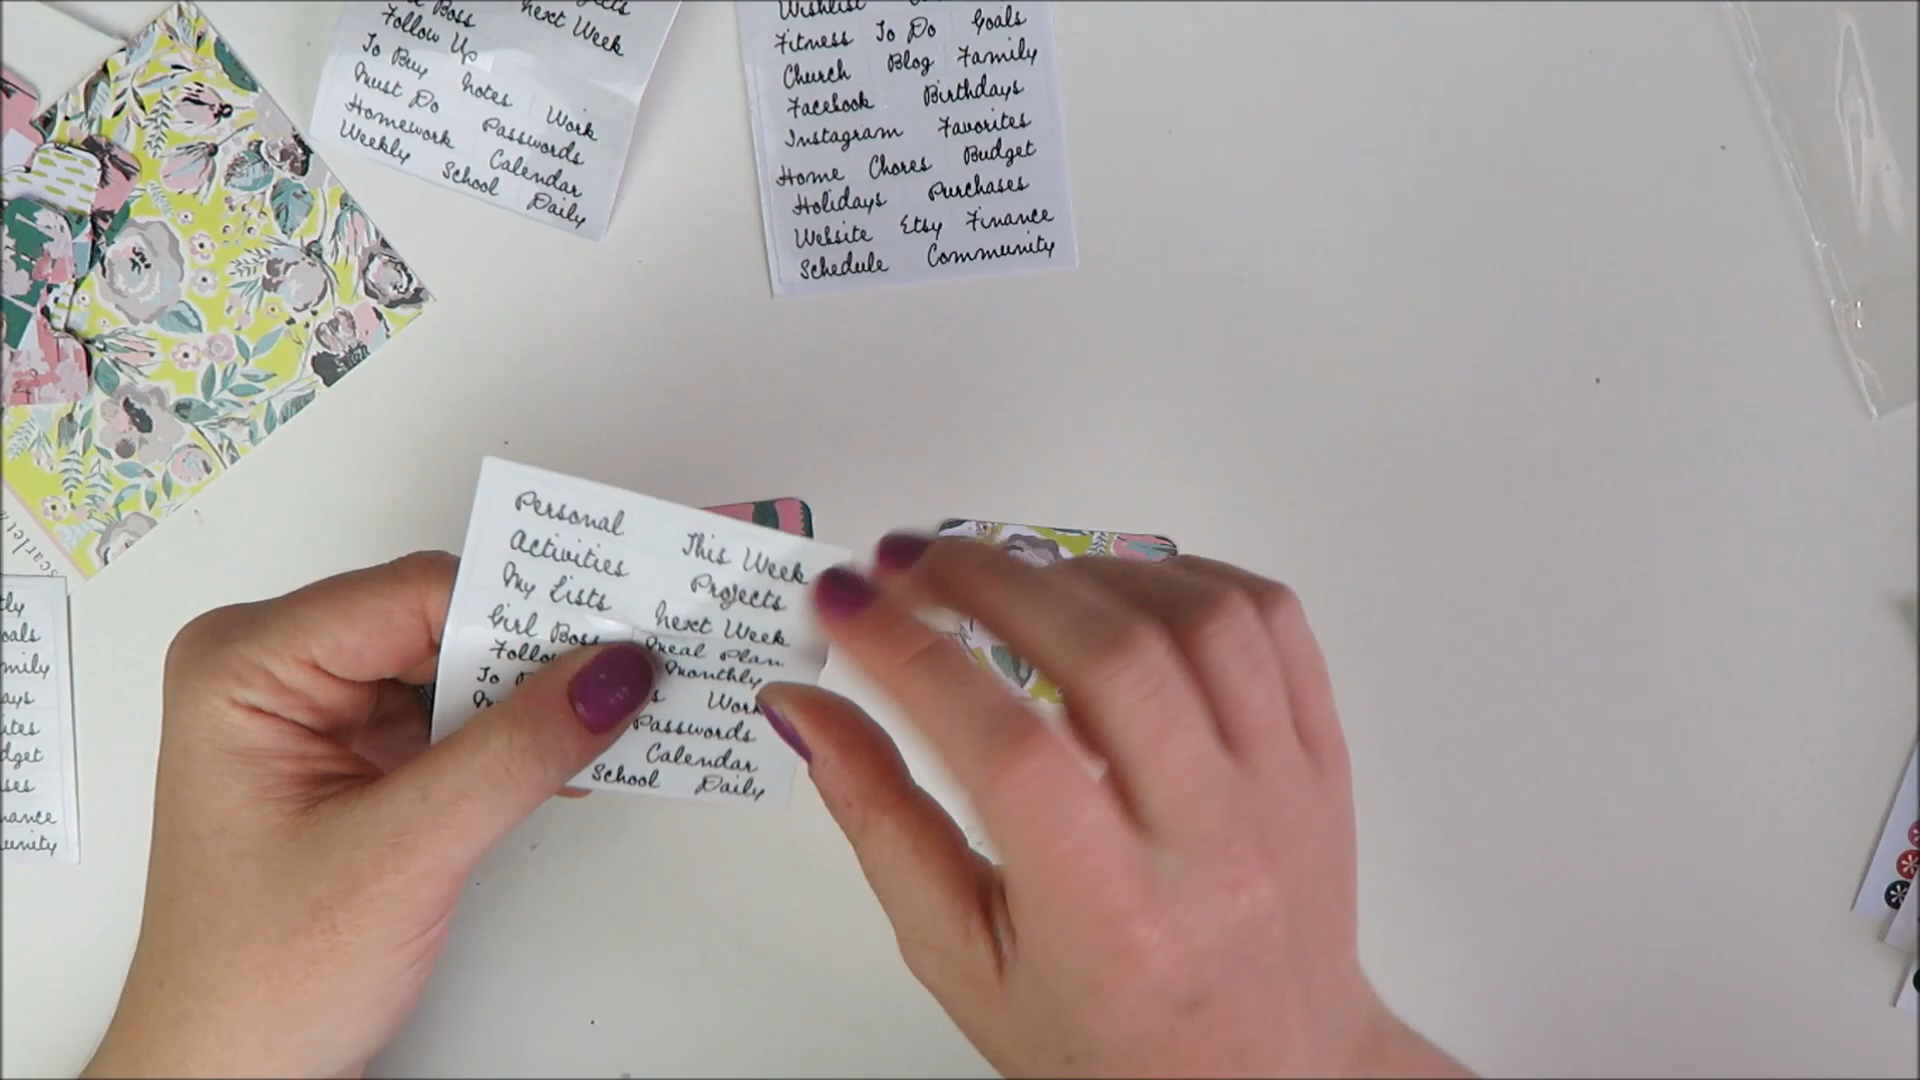 Boss
Next Week
Follow Up
To Buy Notes Work
Must Do
Homework Passwords
Weekly Calendar
School Daily
Wishlist
Fitness To Do Goals
Church Blog Family
Facebook Birthdays
Instagram Favorites
Home Chores Budget
Holidays Purchases
Website Etsy Finance
Schedule Community
scarlet
Personal This Week
Activities Projects
My Lists Next Week
Girl Boss Meal Plan
Monthly
To
Work
Passwords
Calendar
School Daily